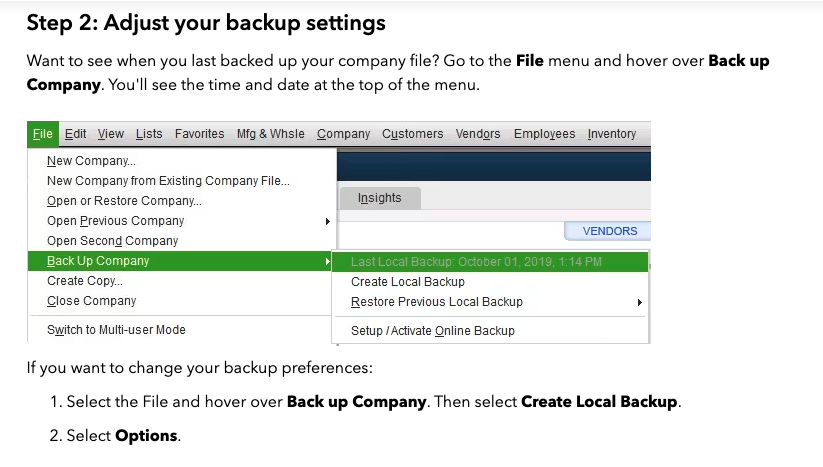 Step 2: Adjust your backup settings
Want to see when you last backed up your company file? Go to the File menu and hover over Back up
Company. You'll see the time and date at the top of the menu.
File Edit View Lists Favorites Mfg & Whsle Company Customers Vendors Employees Inventory
New Company...
New Company from Existing Company File...
Open or Restore Company...
Insights
Open Previous Company
VENDORS
Open Second Company
Back Up Company
Last Local Backup: October 01, 2019, 1:14 PM
Create Copy...
Create Local Backup
Close Company
Restore Previous Local Backup
Switch to Multi-user Mode
Setup / Activate Online Backup
If you want to change your backup preferences:
1. Select the File and hover over Back up Company. Then select Create Local Backup.
2. Select Options.